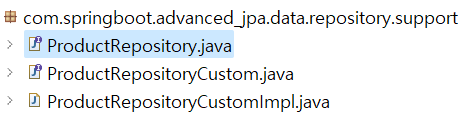 com.springboot.advanced_jpa.data.repository.support
ProductRepository.java
ProductRepositoryCustom.java
ProductRepositoryCustomImpl.java